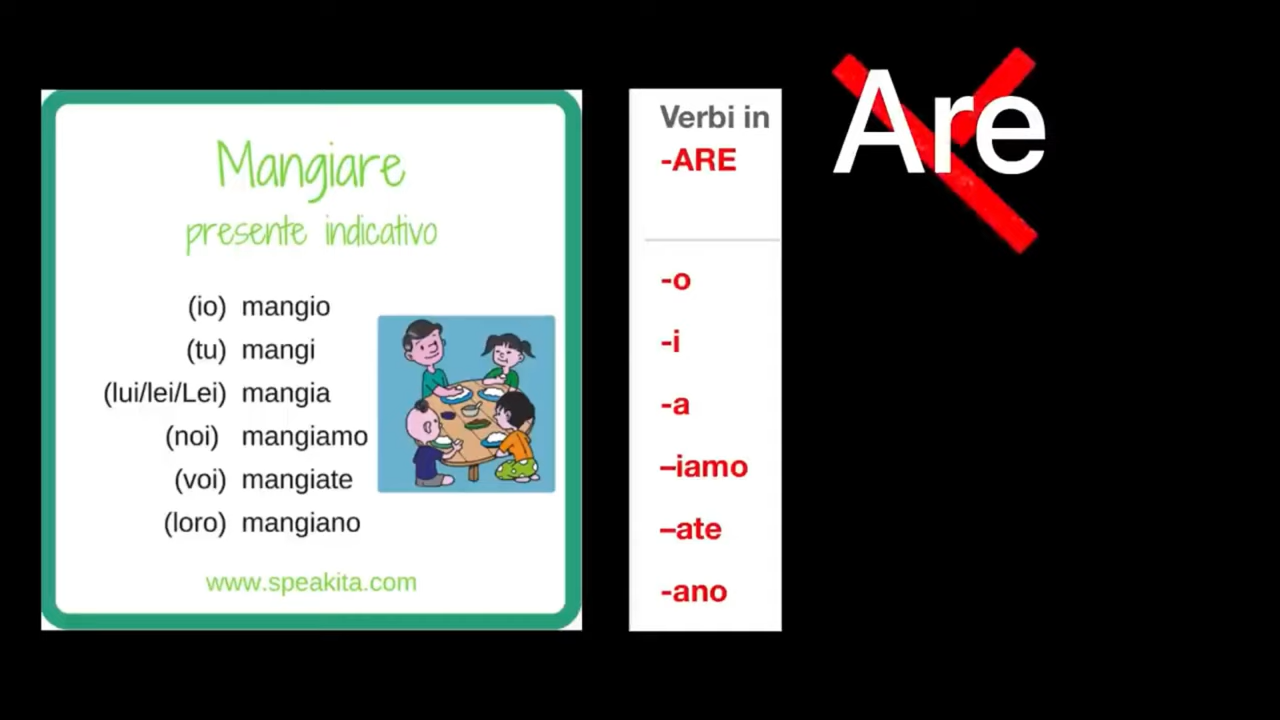 Mangiare
presente indicativo
(io) mangio
(tu) mangi
(lui/lei/Lei) mangia
(noi) mangiamo
(voi) mangiate
(loro) mangiano
www.speakita.com
Verbi in
-ARE
-o
-i
-a
–iamo
–ate
-ano
Are